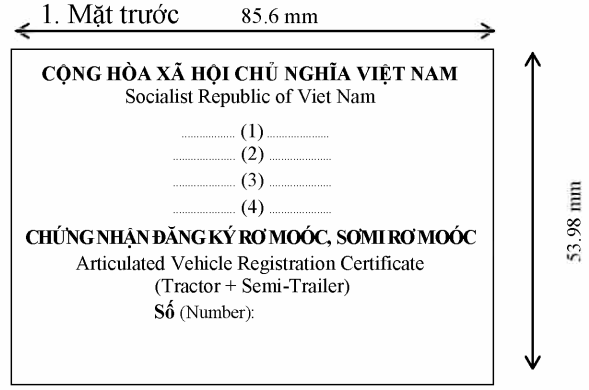 1. Mặt trước
85.6 mm
CỘNG HÒA XÃ HỘI CHỦ NGHĨA VIỆT NAM
Socialist Republic of Viet Nam
.................. (1) ....................
.................... (2) ....................
.................... (3) ....................
.................... (4) ....................
CHỨNG NHẬN ĐĂNG KÝ RƠ MOÓC, SƠMI RƠ MOÓC
Articulated Vehicle Registration Certificate
(Tractor + Semi-Trailer)
Số (Number):
53.98 mm